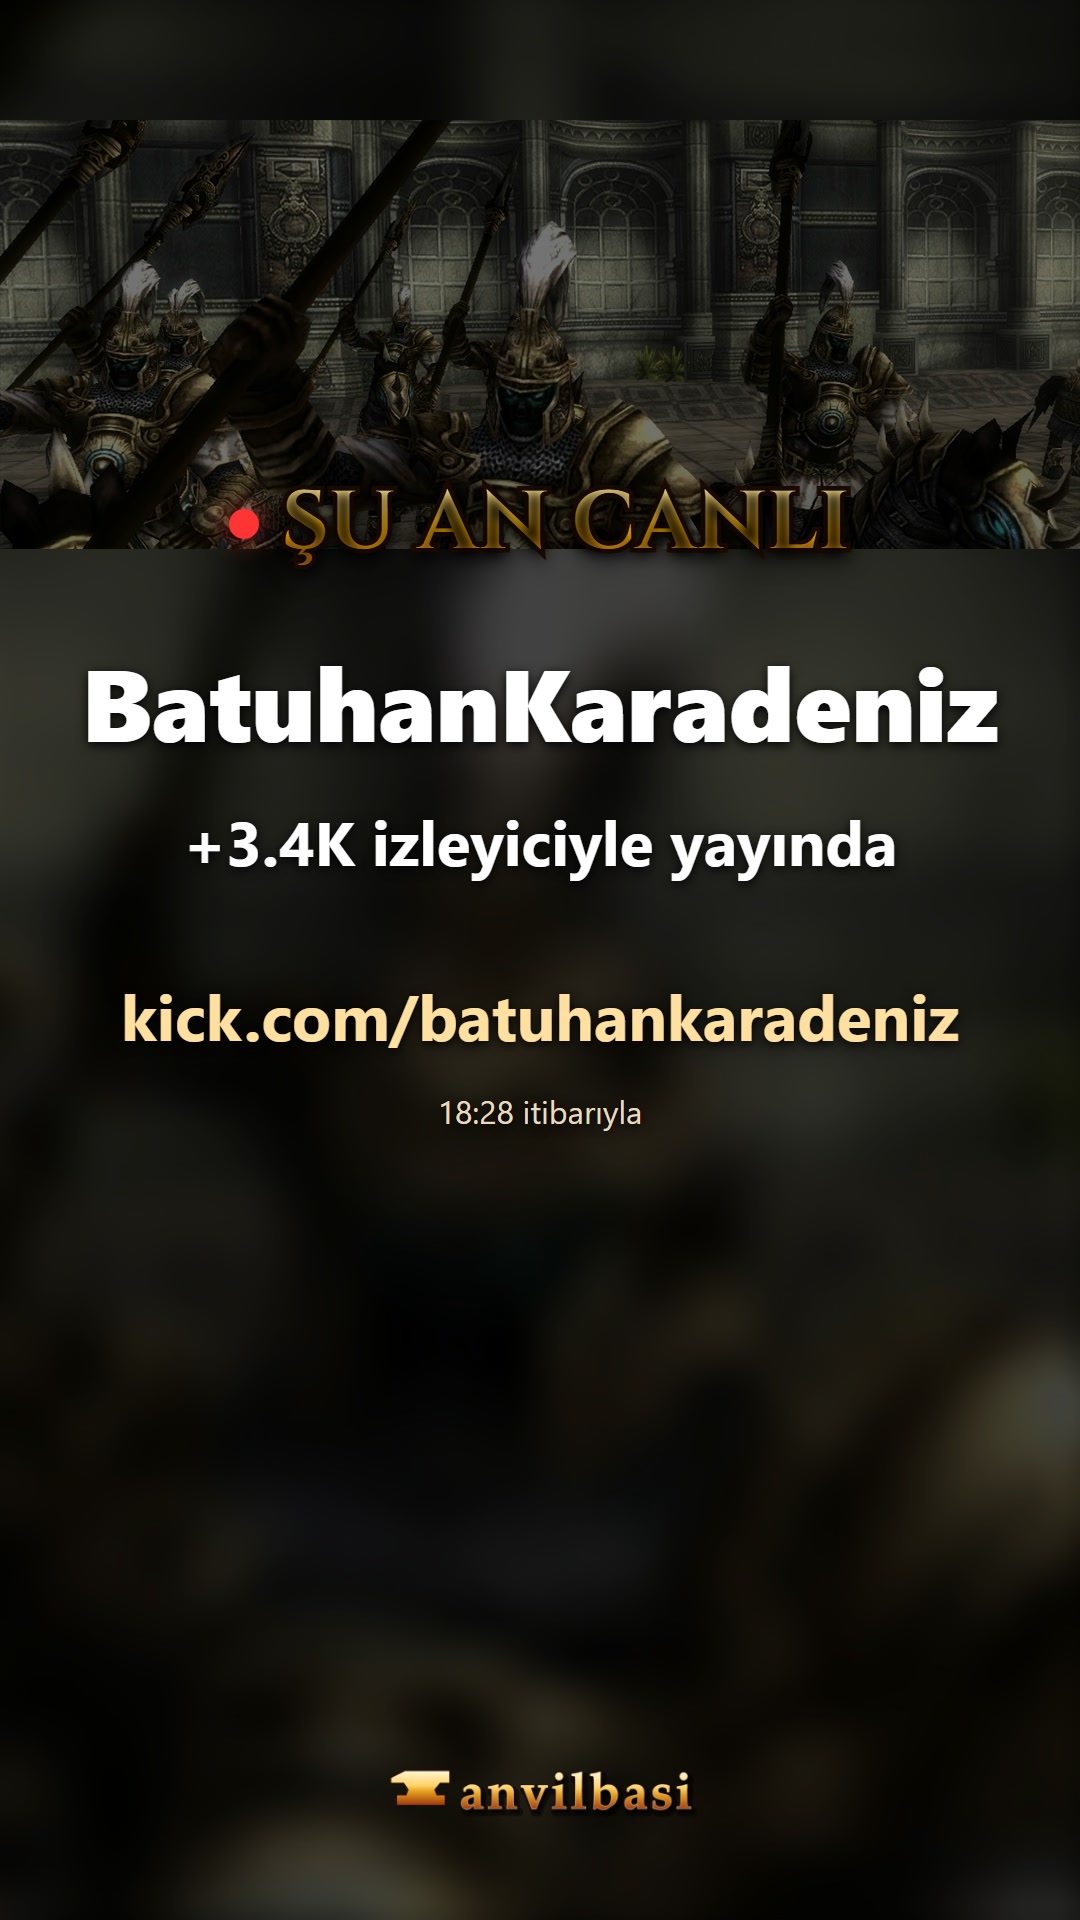 ŞU AN CANLI
BatuhanKaradeniz
+3.4K izleyiciyle yayında
kick.com/batuhankaradeniz
18:28 itibarıyla
anvilbasi